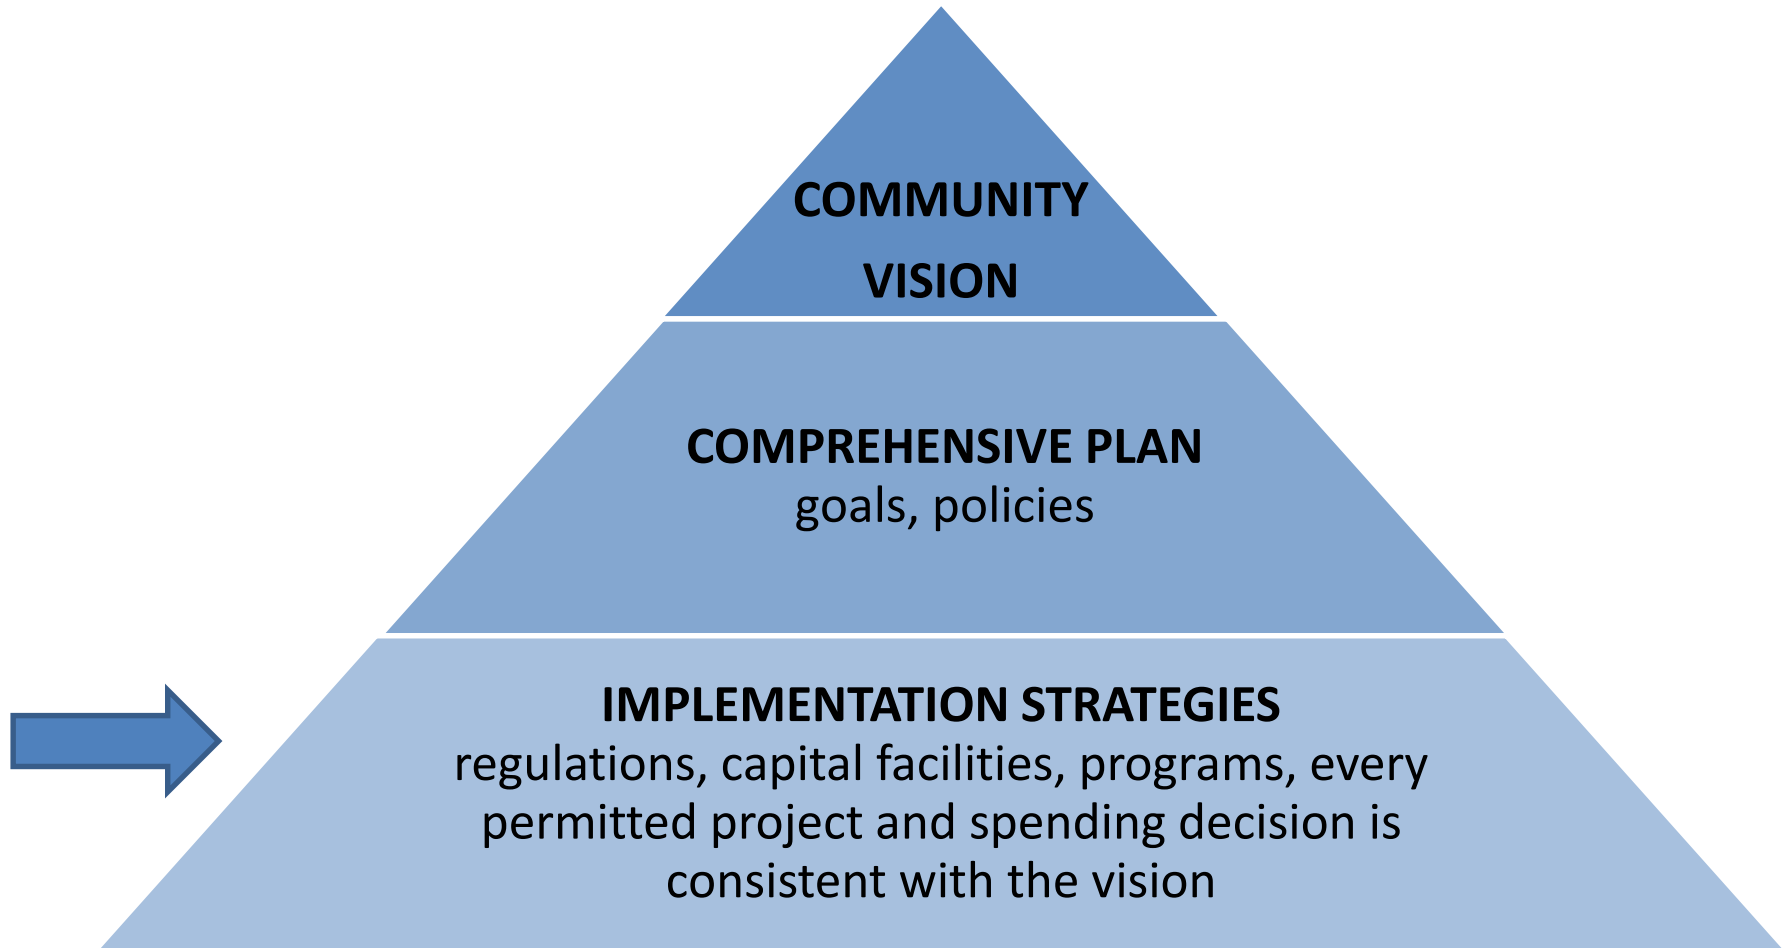 COMMUNITY
VISION
COMPREHENSIVE PLAN
goals, policies
IMPLEMENTATION STRATEGIES
regulations, capital facilities, programs, every
permitted project and spending decision is
consistent with the vision